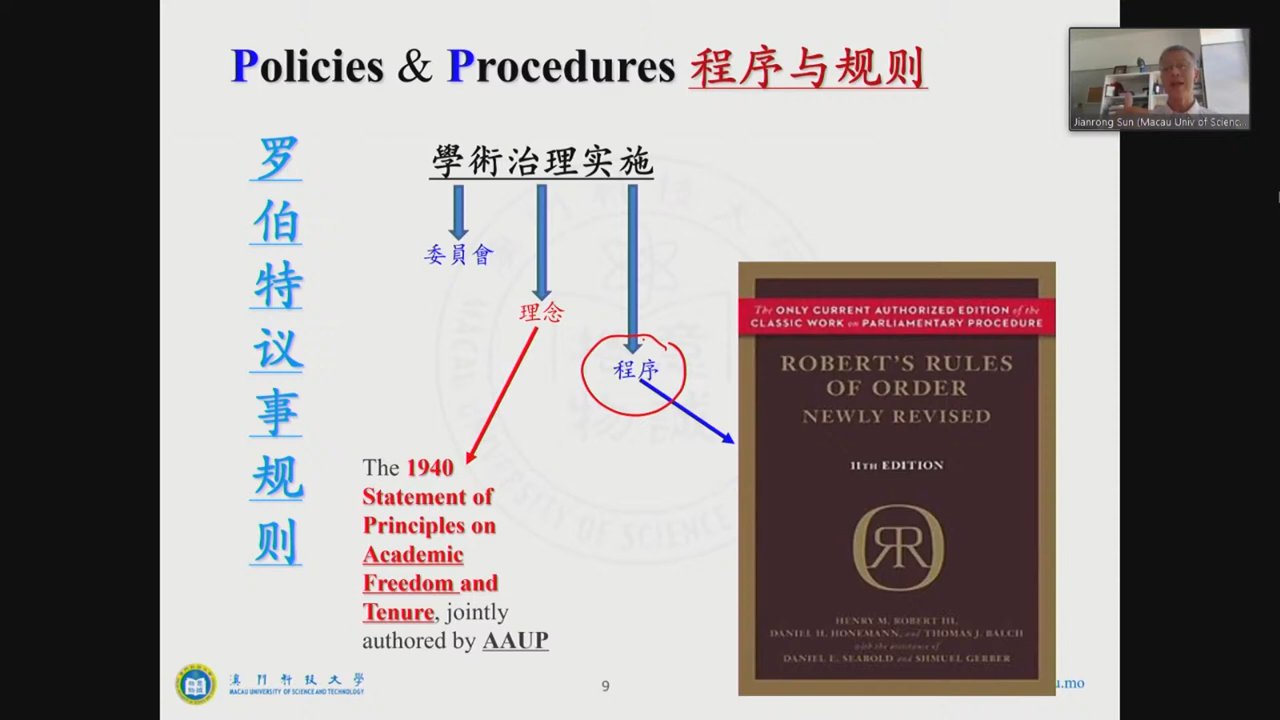 Policies & Procedures 程序与规则
Jianrong Sun (Macau Univ of Scienc...
罗
伯
特
议
事
规
则
學術治理实施
委員會
理念
程序
The 1940
Statement of
Principles on
Academic
Freedom and
Tenure, jointly
authored by AAUP
The ONLY CURRENT AUTHORIZED EDITION of the
CLASSIC WORK on PARLIAMENTARY PROCEDURE
ROBERT'S RULES
OF ORDER
NEWLY REVISED
11TH EDITION
HENRY M. ROBERT III,
DANIEL H. HONEMANN, and THOMAS J. BALCH
with the assistance of
DANIEL E. SEABOLD and SHMUEL GERBER
澳門科技大學
MACAU UNIVERSITY OF SCIENCE AND TECHNOLOGY
9
u.mo